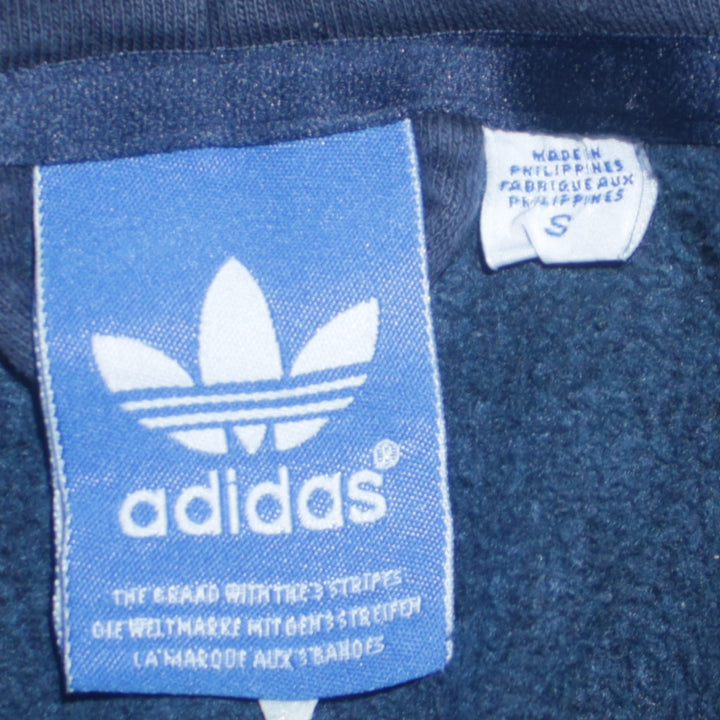 MADE IN
PHILIPPINES
FABRIQUE AUX
PHILIPPINES
S
adidas®
THE BRAND WITH THE 3 STRIPES
DIE WELTMARKE MIT DEN 3 STREIFEN
LA MARQUE AUX 3 BANDES